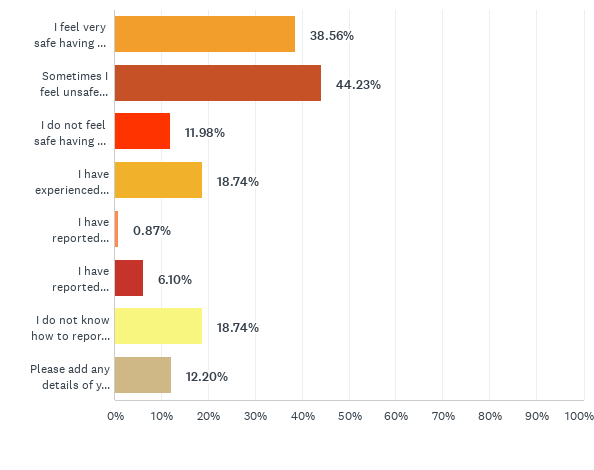 I feel very
safe having ...
38.56%
Sometimes I
feel unsafe...
44.23%
I do not feel
safe having ...
11.98%
I have
experienced...
18.74%
I have
reported...
0.87%
I have
reported...
6.10%
I do not know
how to repor...
18.74%
Please add any
details of y...
12.20%
0% 10% 20% 30% 40% 50% 60% 70% 80% 90% 100%